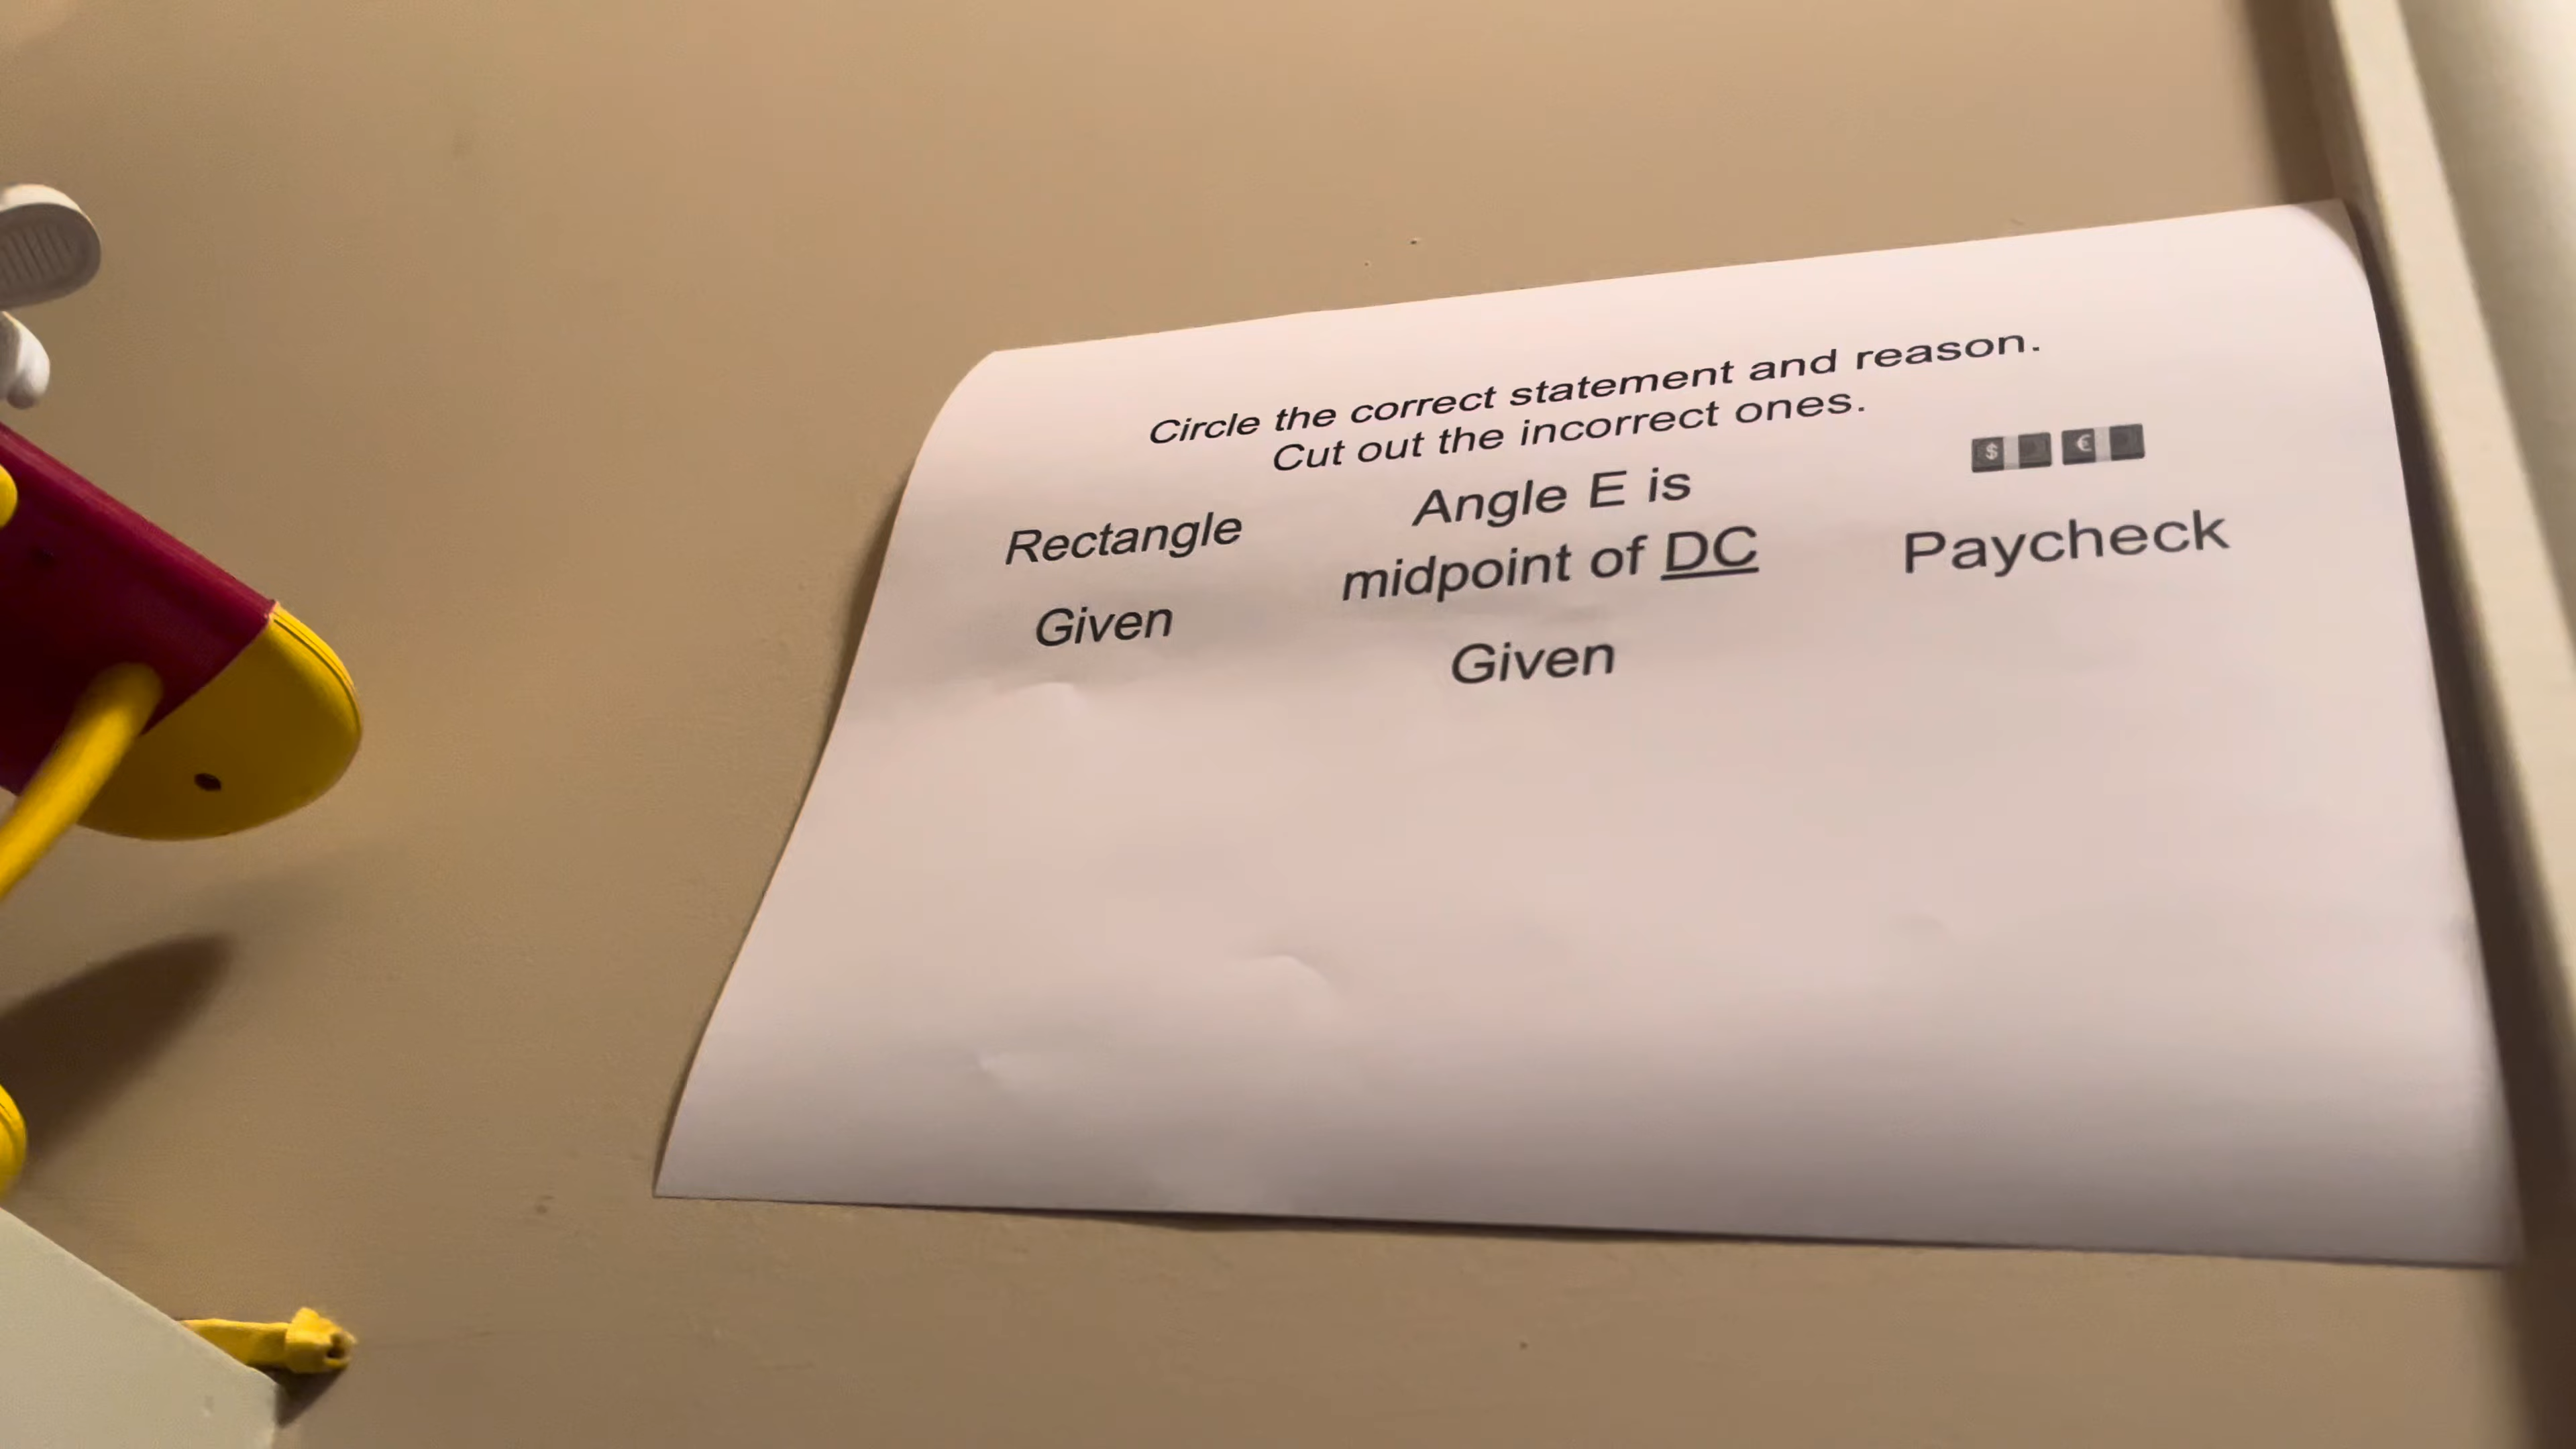 Circle the correct statement and reason.
Cut out the incorrect ones.
Rectangle
Given
Angle E is
midpoint of DC
Given
💵💶
Paycheck